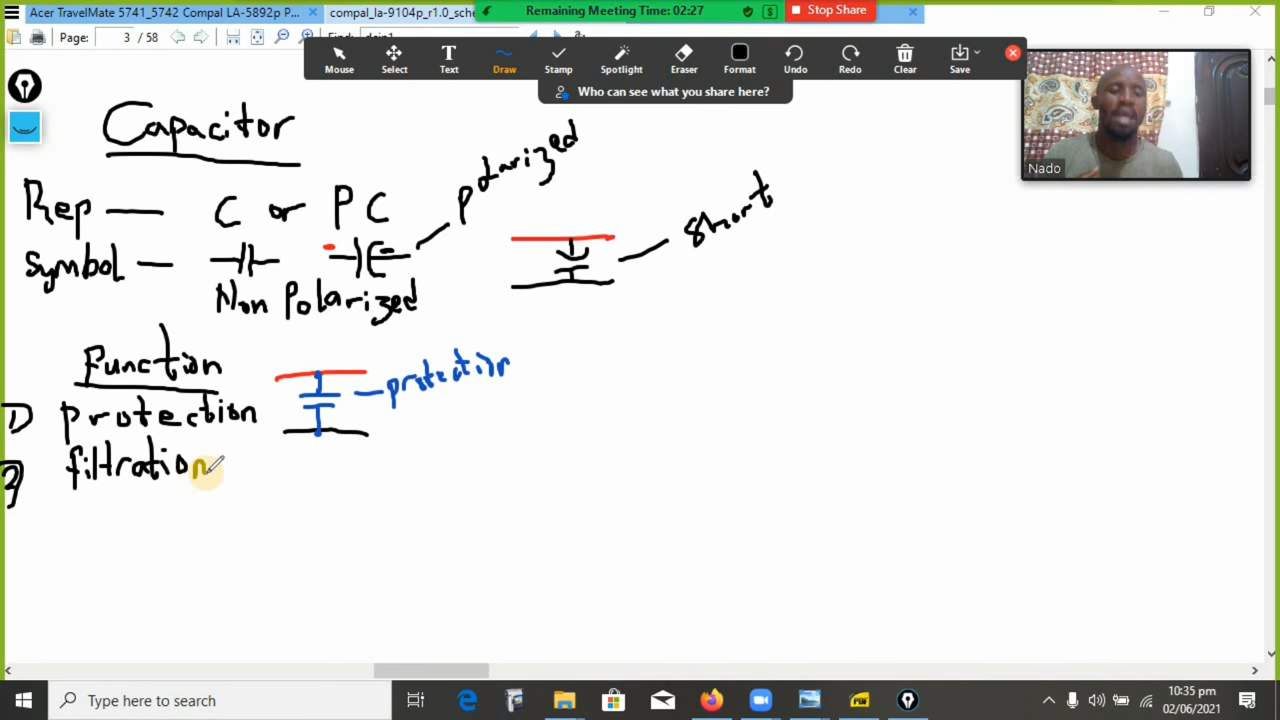 Acer TravelMate 5741_5742 Compal LA-5892p P...
compal_la-9104p_r1.0_sche
Remaining Meeting Time: 02:27
Stop Share
Page: 3 / 58
Find:
Mouse Select Text Draw Stamp Spotlight Eraser Format Undo Redo Clear Save
Who can see what you share here?
Nado
Capacitor
Rep — C or PC
Polarized
Short
Symbol —
Non Polarized
Function
protection
protection
filtration
Type here to search
10:35 pm
02/06/2021